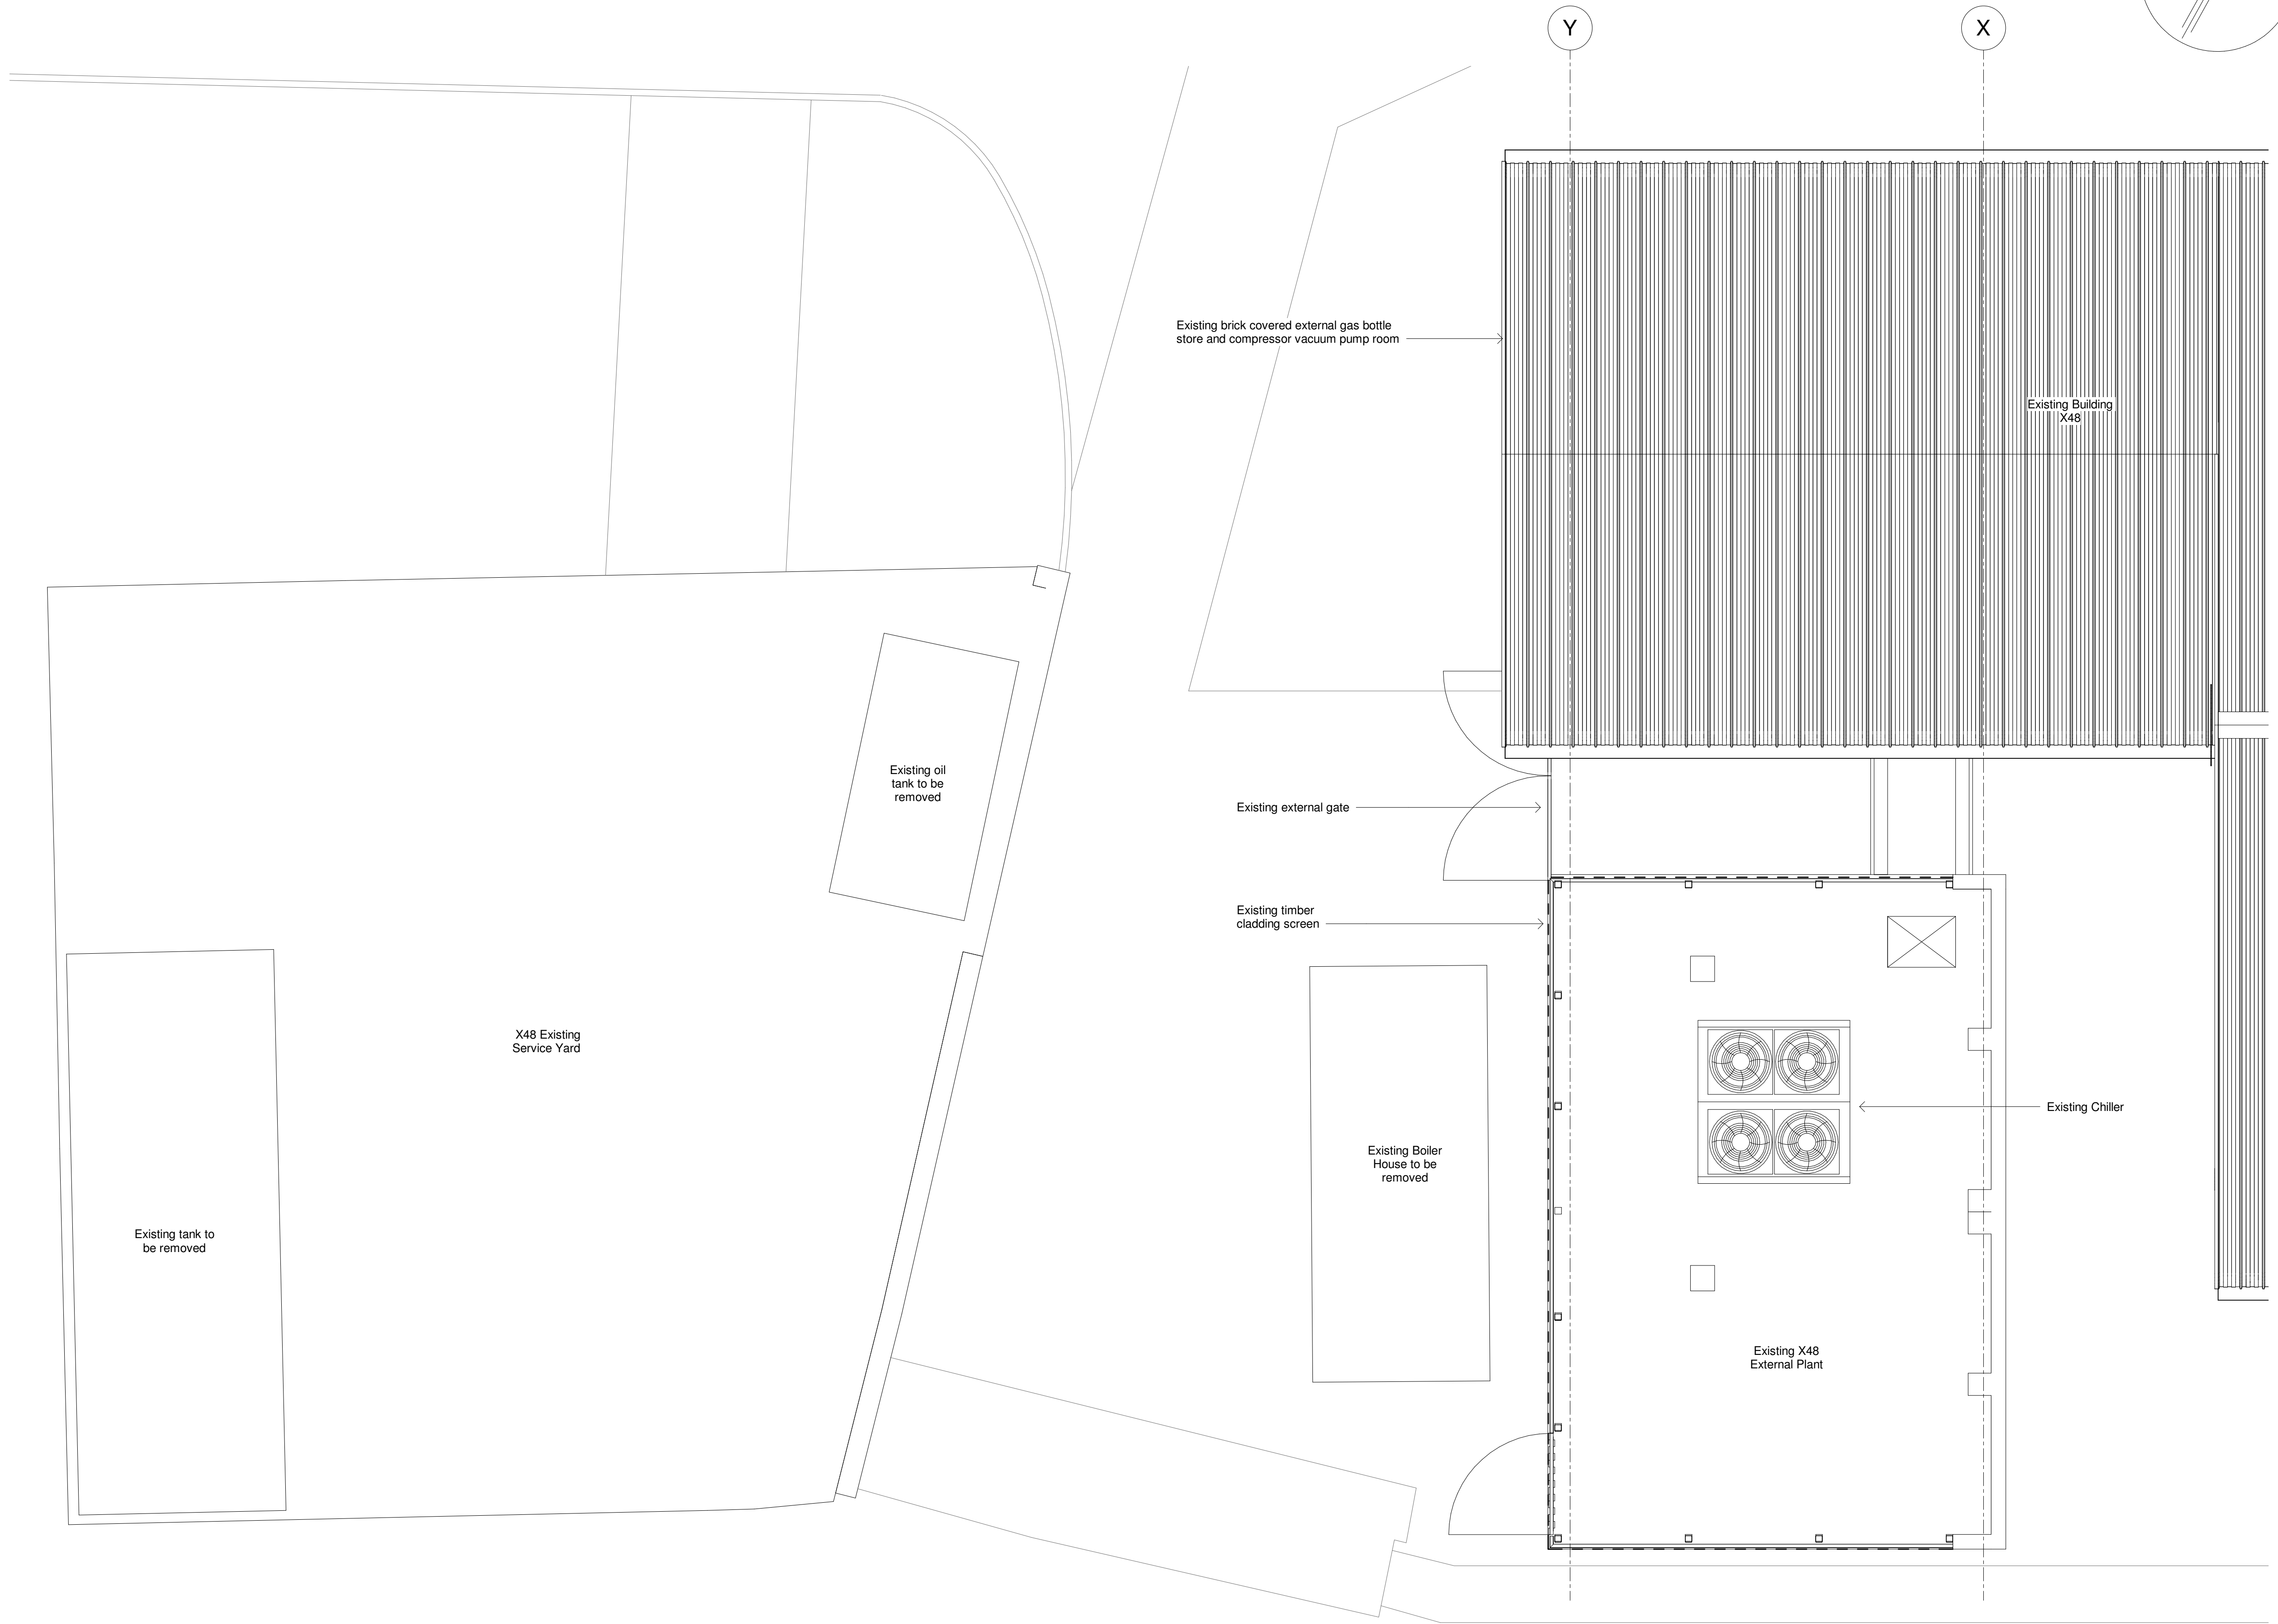 Y
X
Existing brick covered external gas bottle
store and compressor vacuum pump room
Existing Building
X48
Existing oil
tank to be
removed
Existing external gate
Existing timber
cladding screen
X48 Existing
Service Yard
Existing Chiller
Existing Boiler
House to be
removed
Existing tank to
be removed
Existing X48
External Plant